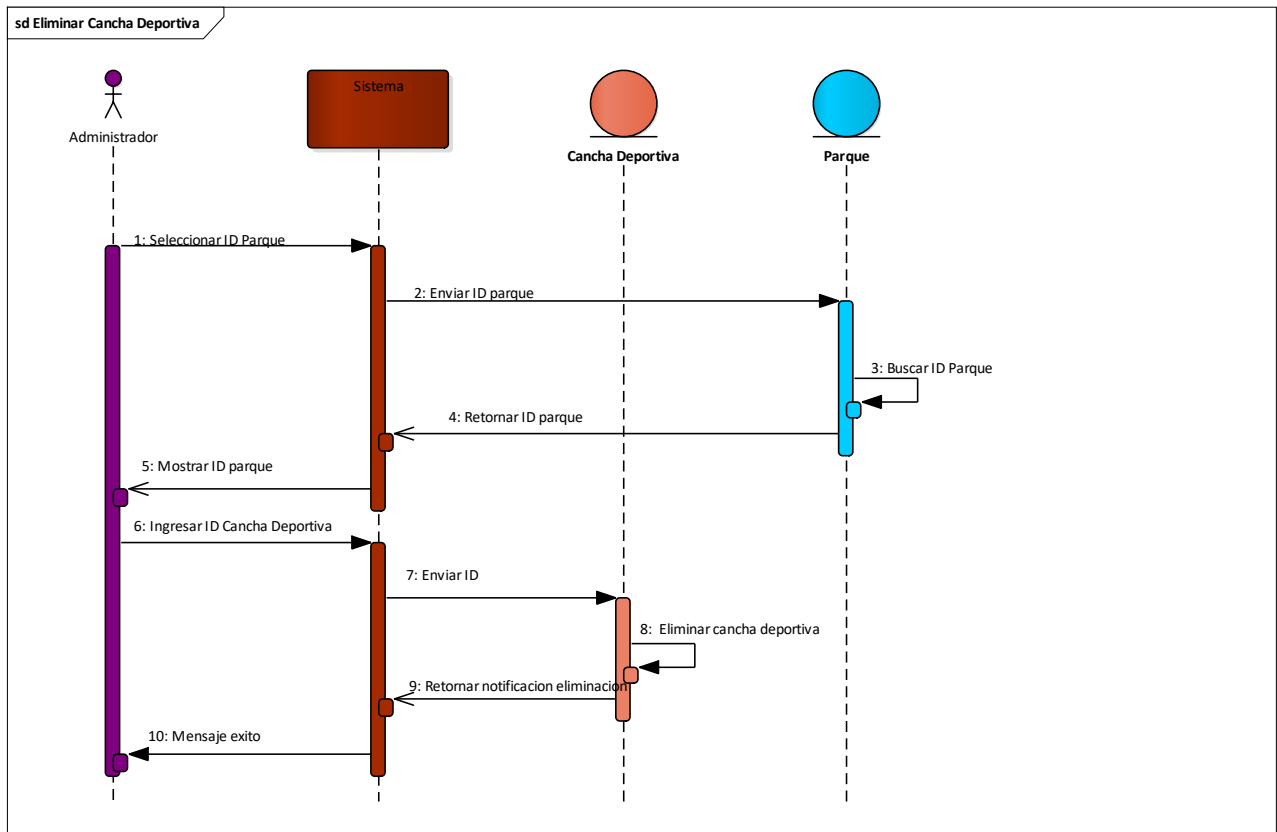 sd Eliminar Cancha Deportiva
Sistema
Administrador
Cancha Deportiva
Parque
1: Seleccionar ID Parque
2: Enviar ID parque
3: Buscar ID Parque
4: Retornar ID parque
5: Mostrar ID parque
6: Ingresar ID Cancha Deportiva
7: Enviar ID
8:  Eliminar cancha deportiva
9: Retornar notificacion eliminacion
10: Mensaje exito